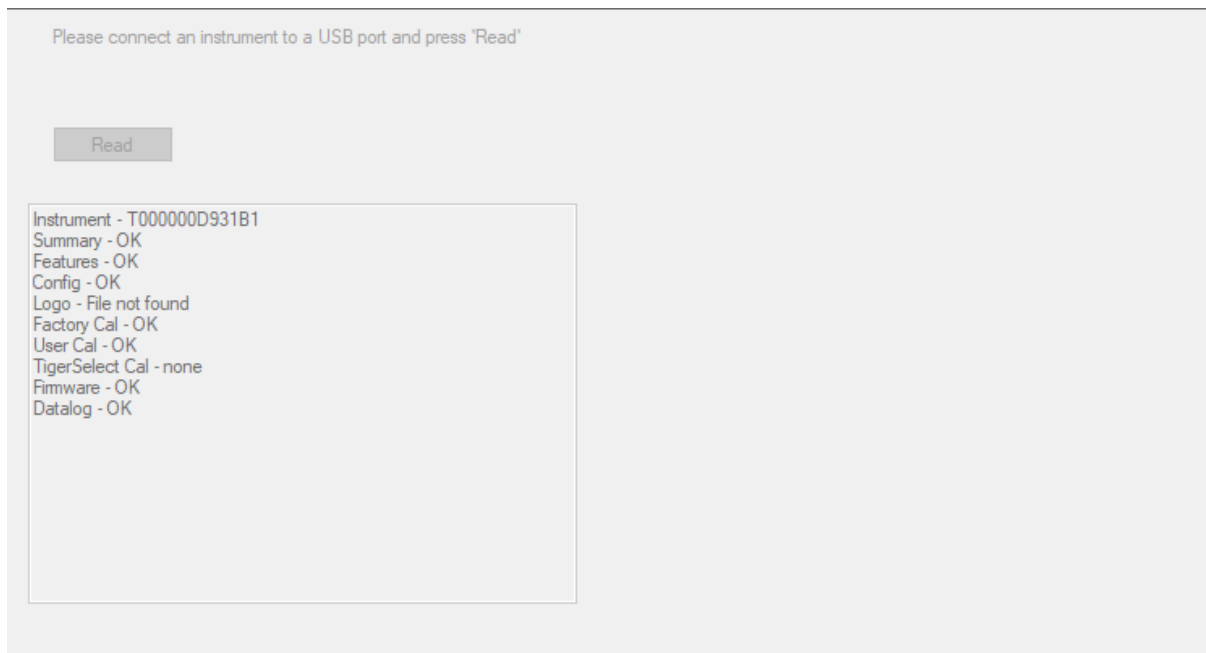 Please connect an instrument to a USB port and press 'Read'
Read
Instrument - T000000D931B1
Summary - OK
Features - OK
Config - OK
Logo - File not found
Factory Cal - OK
User Cal - OK
TigerSelect Cal - none
Firmware - OK
Datalog - OK